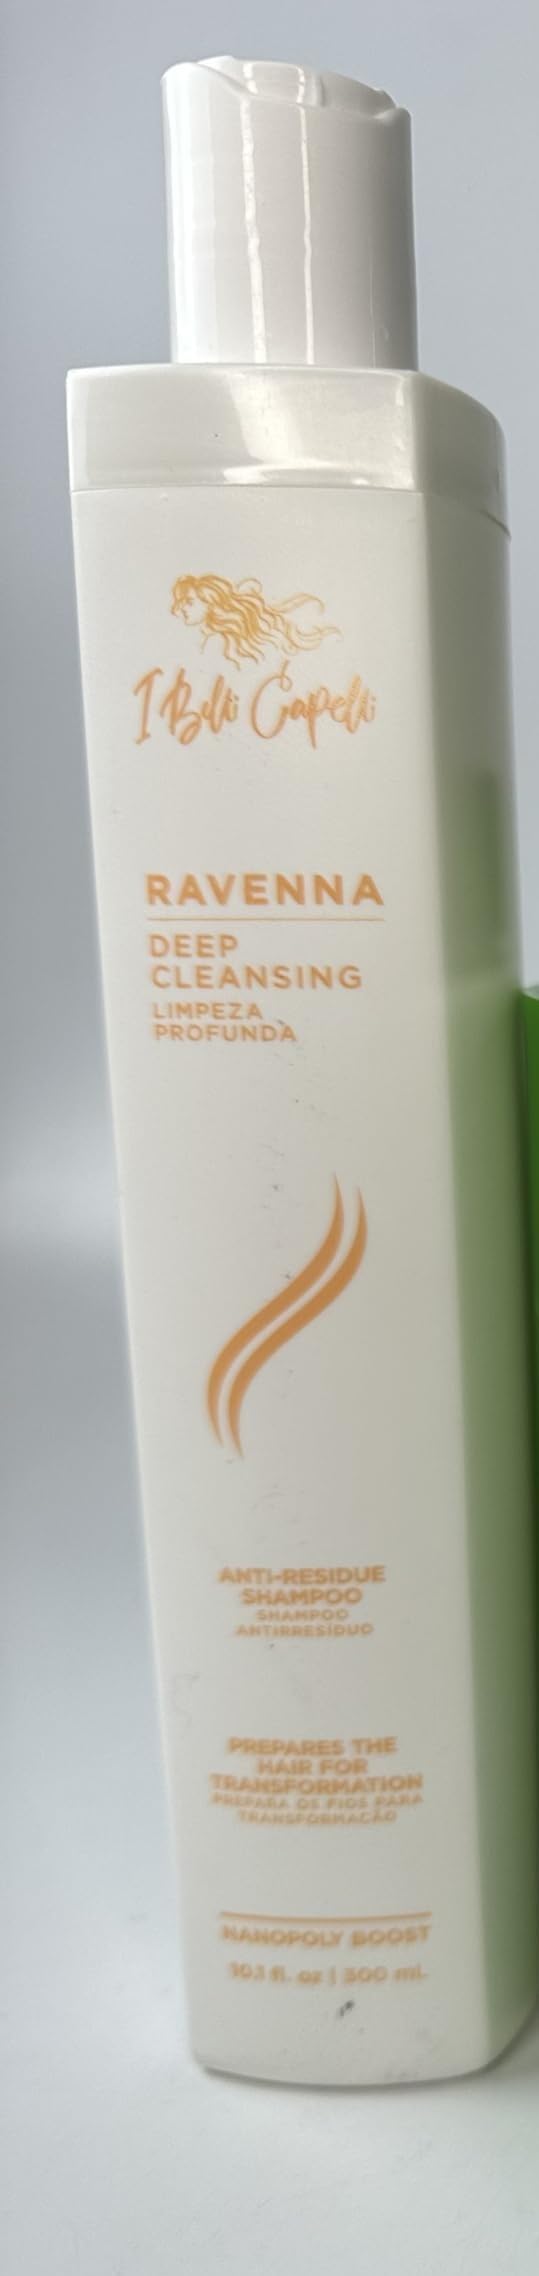 I Belli Capelli
RAVENNA
DEEP
CLEANSING
LIMPEZA
PROFUNDA
ANTI-RESIDUE
SHAMPOO
SHAMPOO
ANTIRRESÍDUO
PREPARES THE
HAIR FOR
TRANSFORMATION
PREPARA OS FIOS PARA
TRANSFORMAÇÃO
NANOPOLY BOOST
10.1 fl. oz | 300 ml.